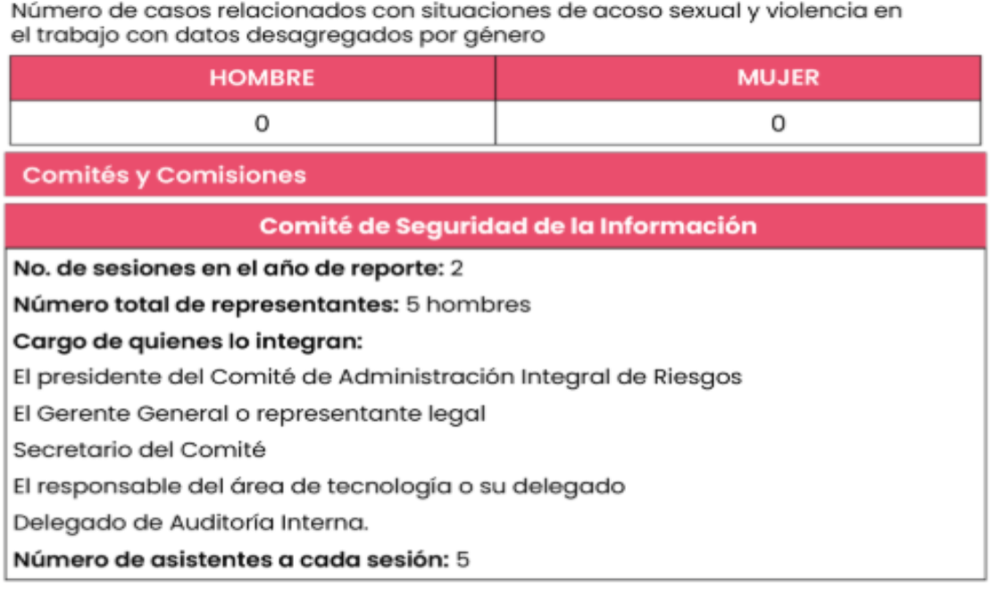 Número de casos relacionados con situaciones de acoso sexual y violencia en
el trabajo con datos desagregados por género
HOMBRE MUJER
0 0
Comités y Comisiones
Comité de Seguridad de la Información
No. de sesiones en el año de reporte: 2
Número total de representantes: 5 hombres
Cargo de quienes lo integran:
El presidente del Comité de Administración Integral de Riesgos
El Gerente General o representante legal
Secretario del Comité
El responsable del área de tecnología o su delegado
Delegado de Auditoría Interna.
Número de asistentes a cada sesión: 5